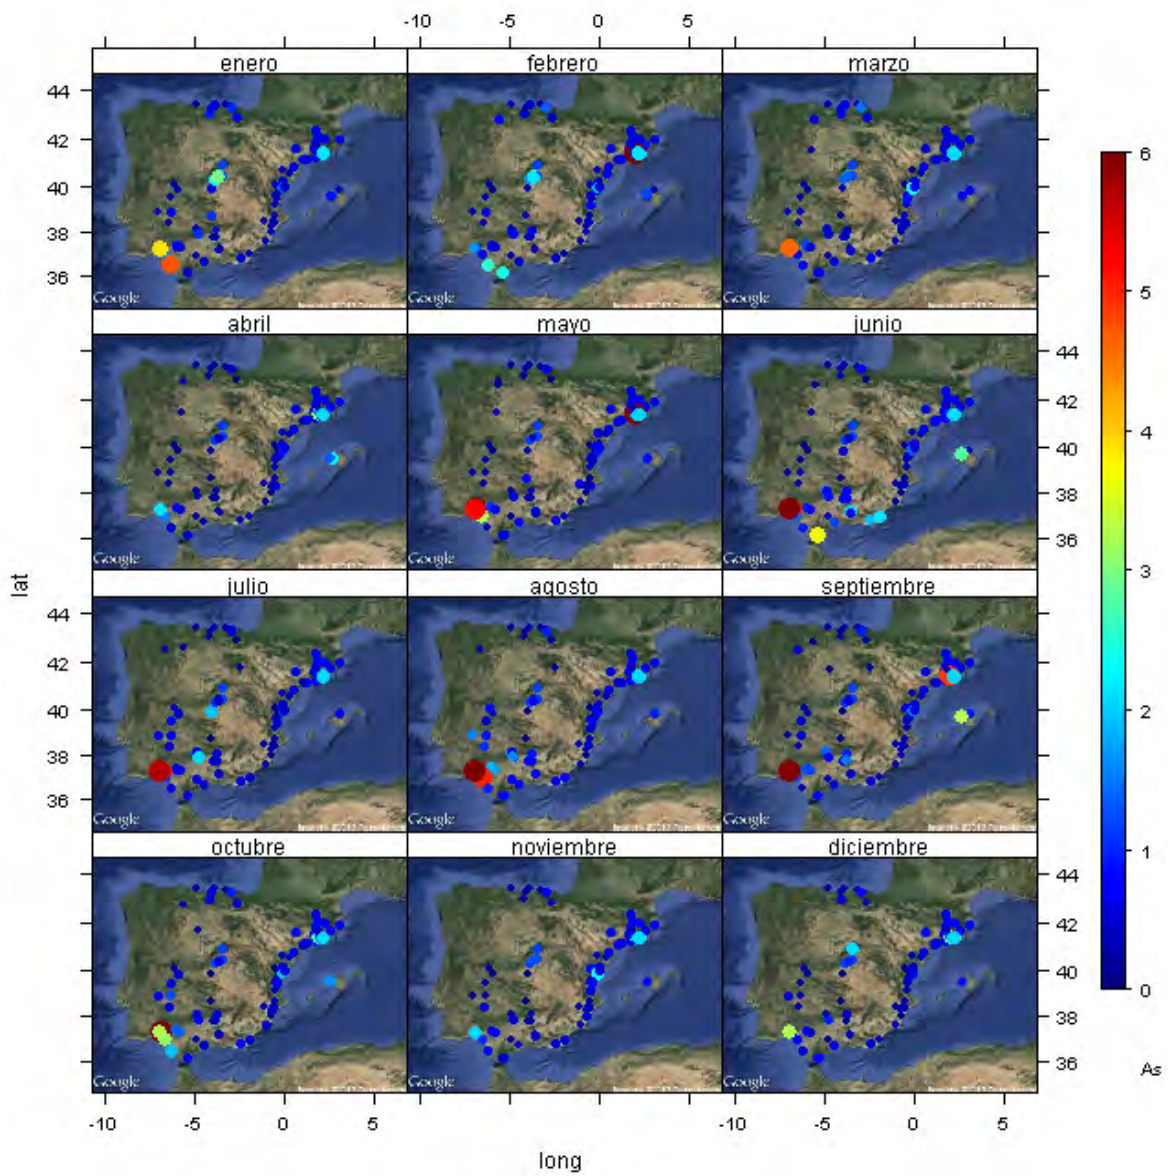 -10 -5 0 5
enero febrero marzo
44
42
40
38
36
Google Google Google
abril mayo junio
44
42
40
38
36
Google Google Google
julio agosto septiembre
44
42
40
38
36
Google Google Google
octubre noviembre diciembre
44
42
40
38
36
Google Google Google
-10 -5 0 5 -10 -5 0 5
lat
long
6
5
4
3
2
1
0
As